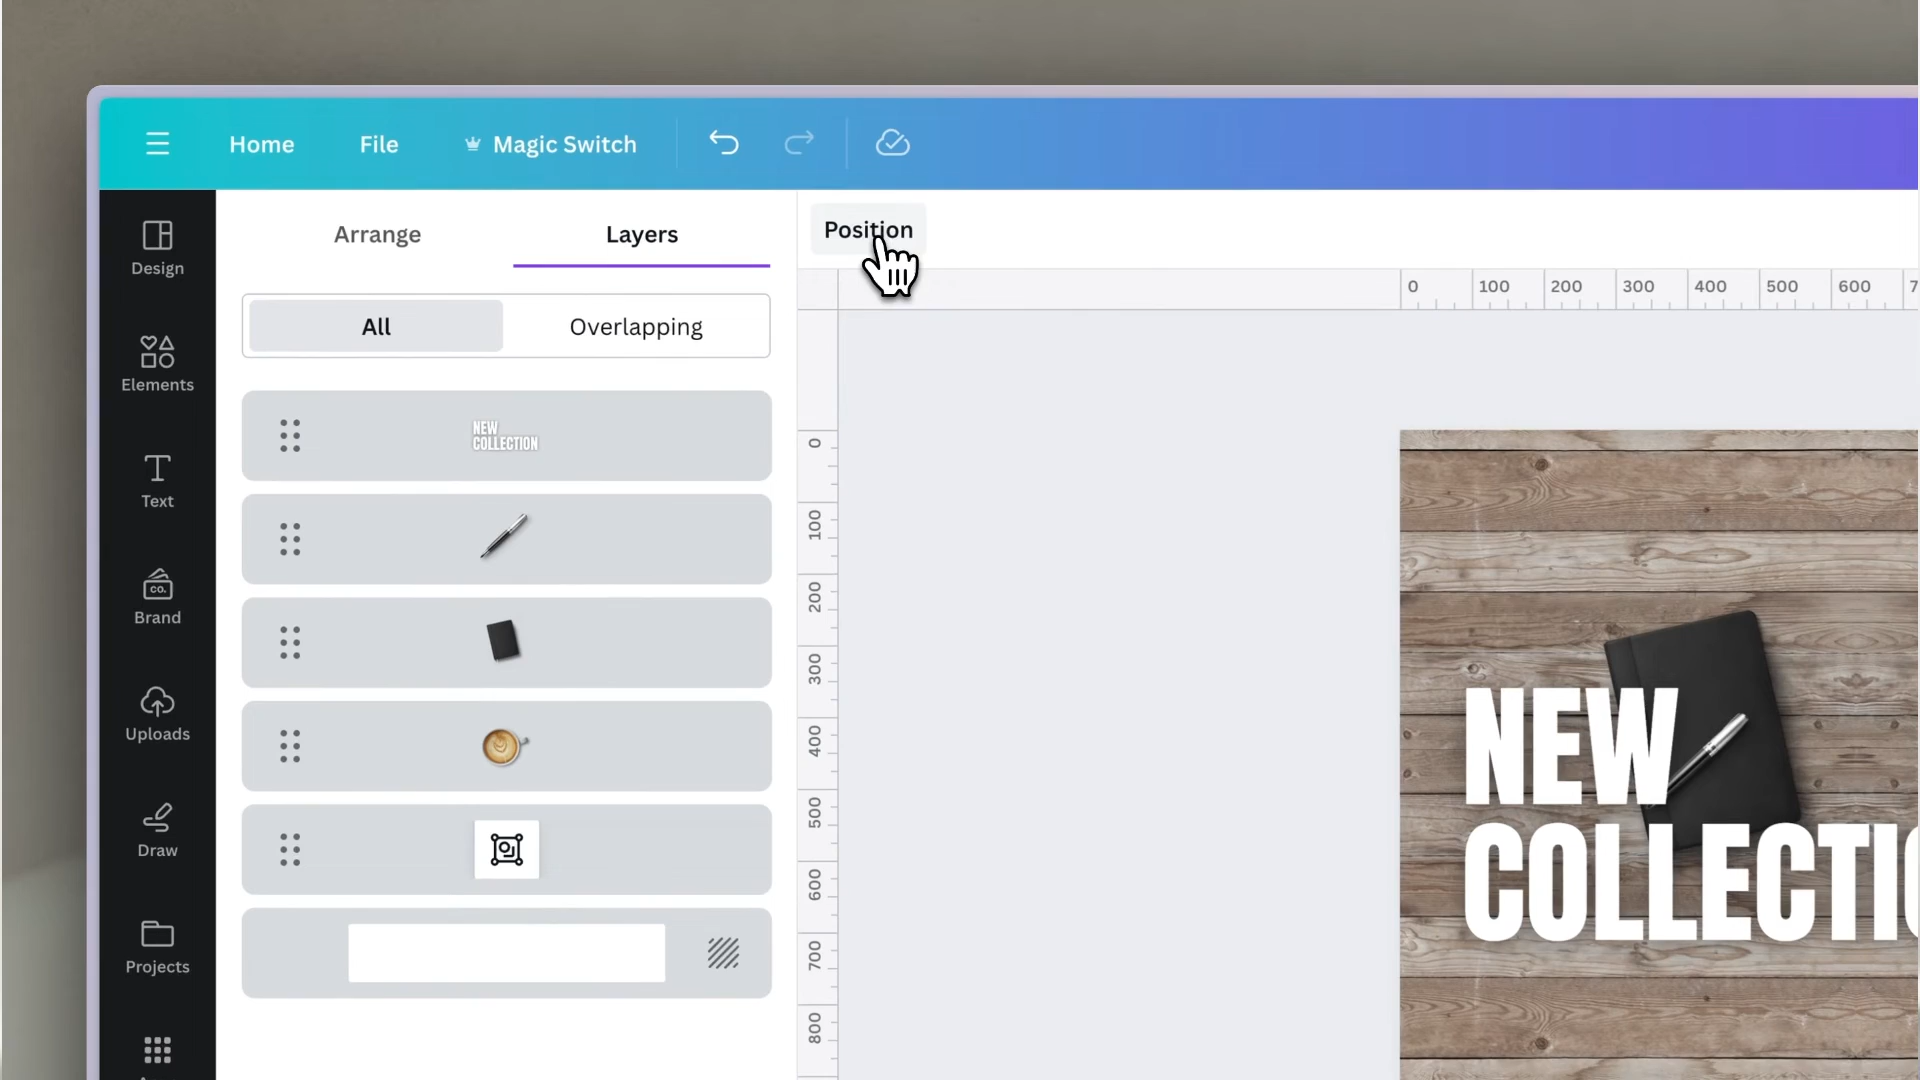 Home File Magic Switch
Design
Elements
Text
CO.
Brand
Uploads
Draw
Projects
Arrange Layers
All Overlapping
NEW
COLLECTION
Position
0 100 200 300 400 500 600 7
0
100
200
300
400
500
600
700
800
NEW
COLLECTIO